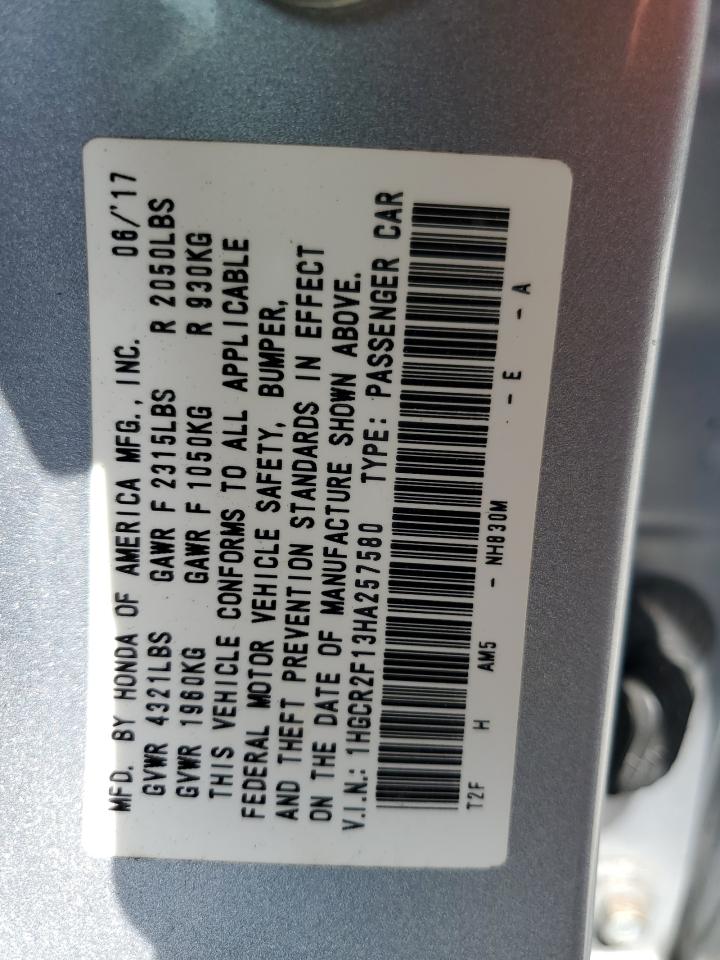 MFD. BY HONDA OF AMERICA MFG., INC. 06/'17
GVWR 4321LBS GAWR F 2315LBS R 2050LBS
GVWR 1960KG GAWR F 1050KG R 930KG
THIS VEHICLE CONFORMS TO ALL APPLICABLE
FEDERAL MOTOR VEHICLE SAFETY, BUMPER,
AND THEFT PREVENTION STANDARDS IN EFFECT
ON THE DATE OF MANUFACTURE SHOWN ABOVE.
V.I.N.: 1HGCR2F13HA257580 TYPE: PASSENGER CAR
T2F H AM5 - NH830M - E - A